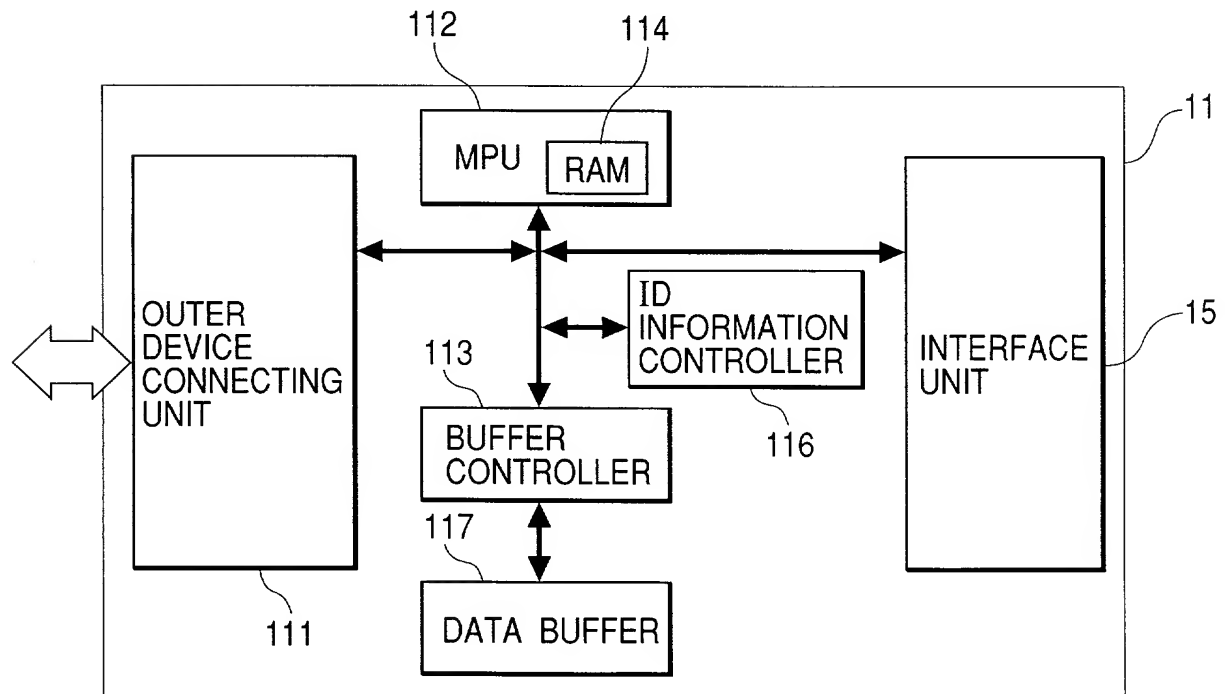 112
114
11
MPU
RAM
OUTER
DEVICE
CONNECTING
UNIT
ID
INFORMATION
CONTROLLER
INTERFACE
UNIT
15
113
116
BUFFER
CONTROLLER
117
DATA BUFFER
111